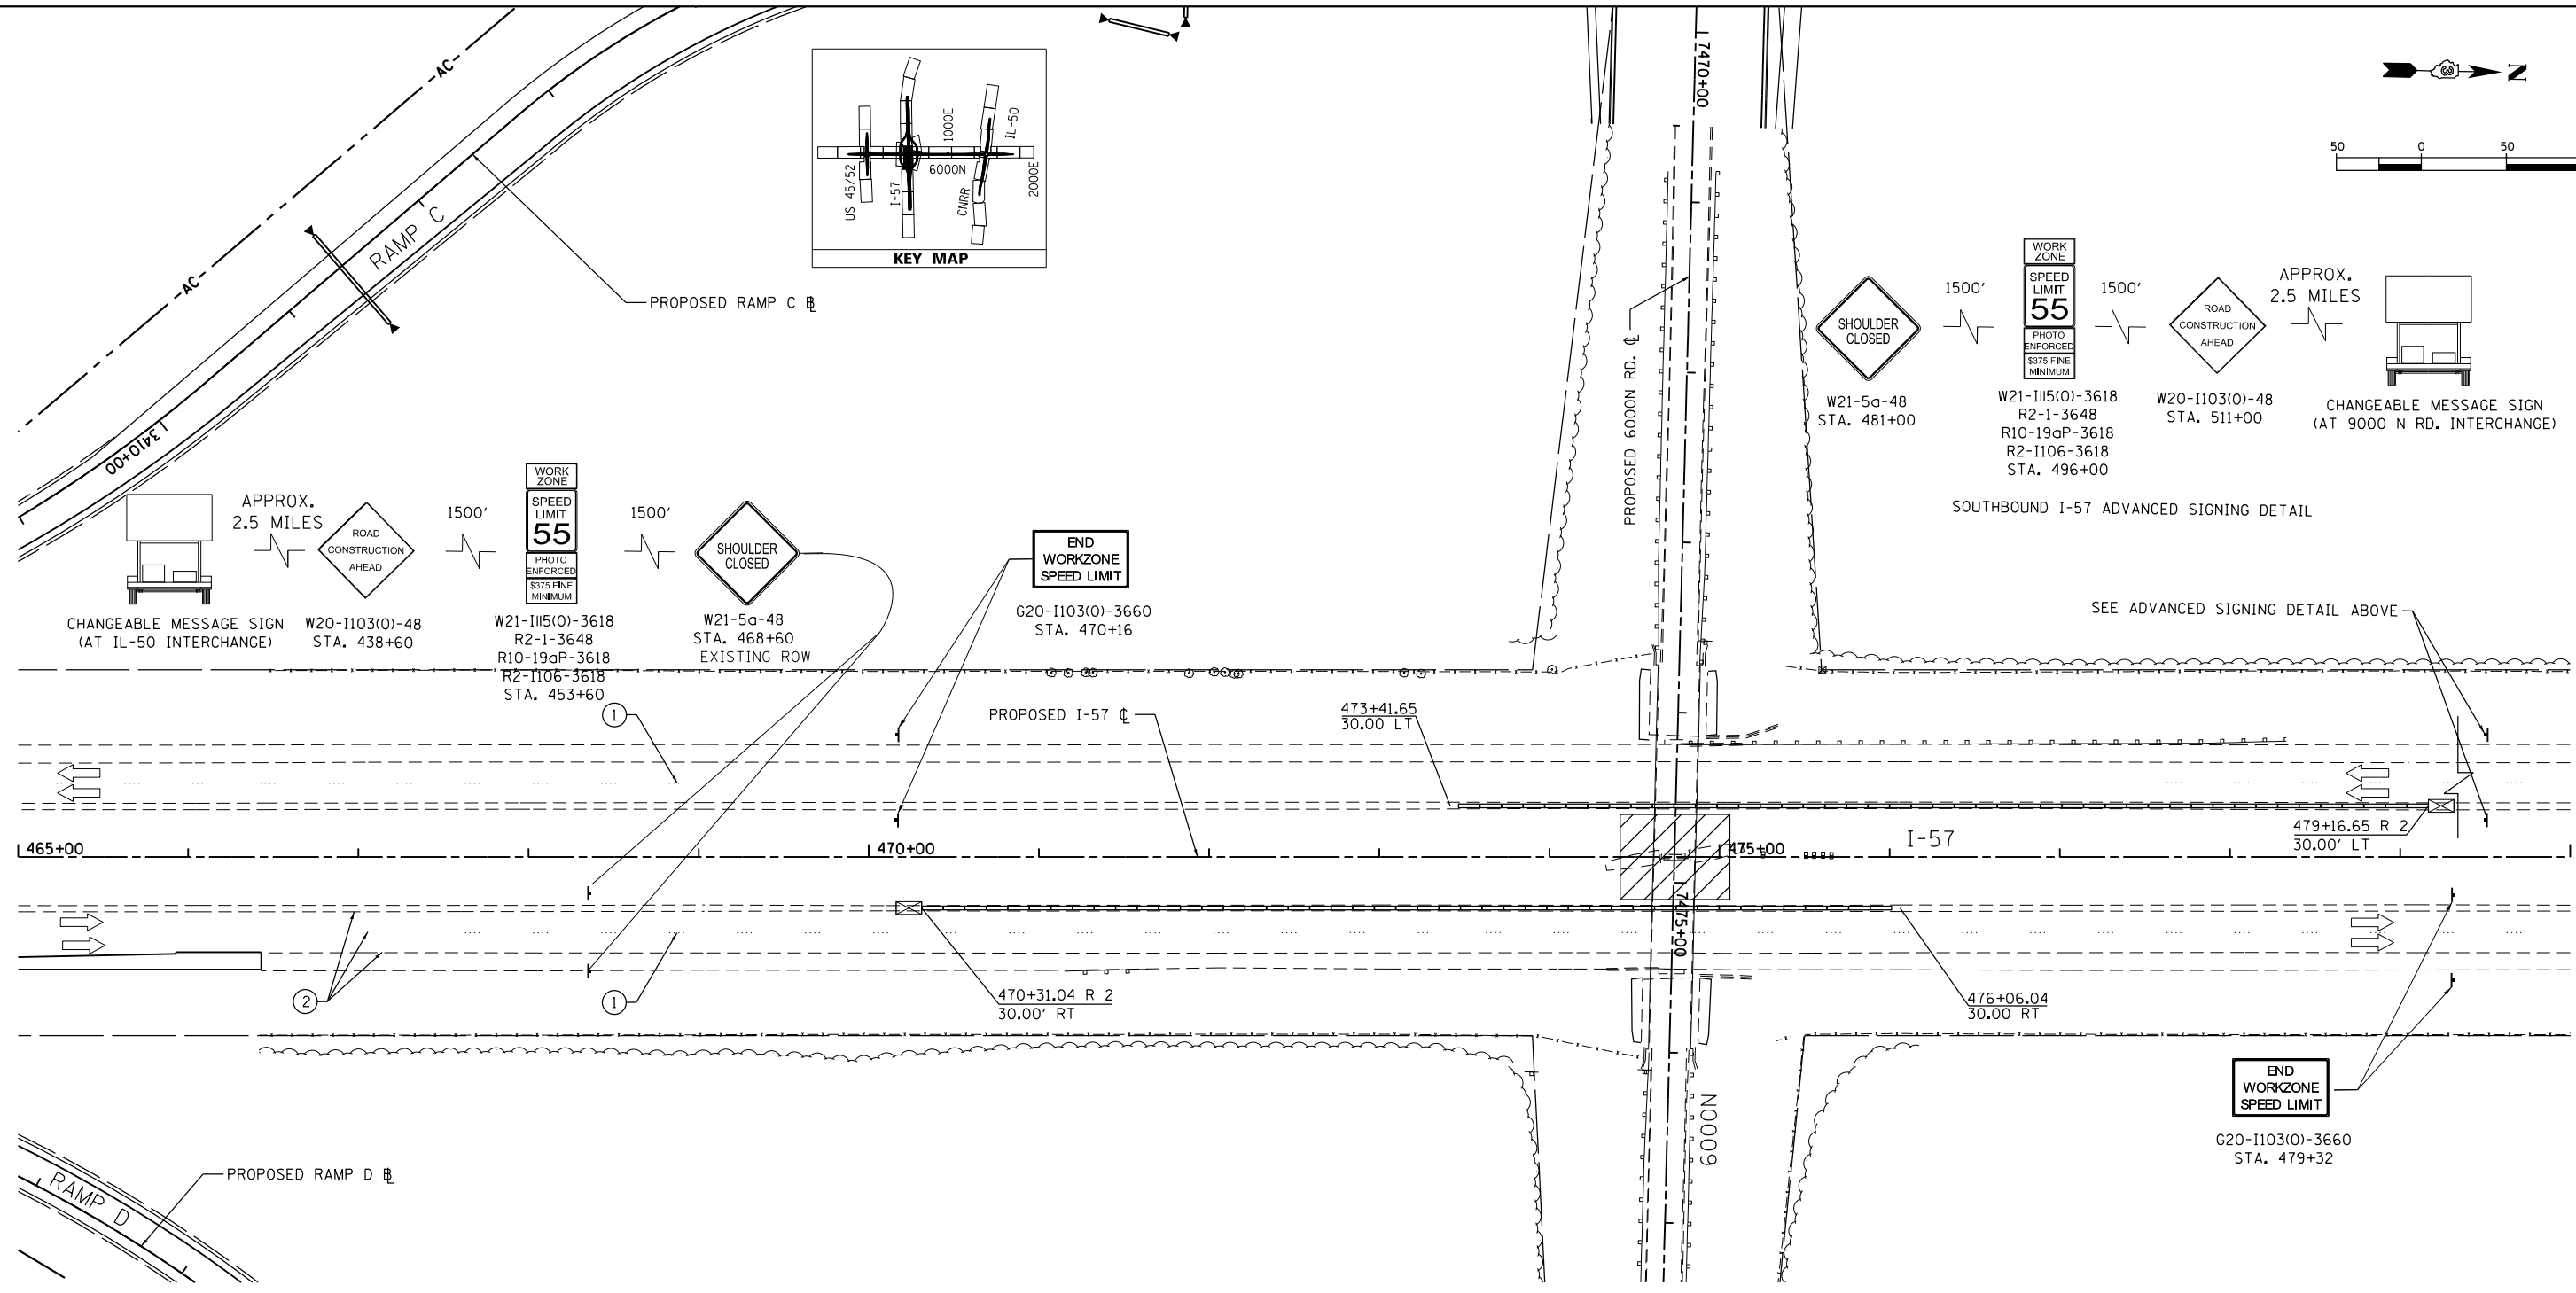 AC
AC
RAMP C
3410+00
PROPOSED RAMP C BL
US 45/52
I-57
1000E
6000N
CNRR
IL-50
2000E
KEY MAP
7470+00
PROPOSED 6000N RD. CL
N
50 0 50
SHOULDER
CLOSED
W21-5a-48
STA. 481+00
1500'
WORK
ZONE
SPEED
LIMIT
55
PHOTO
ENFORCED
$375 FINE
MINIMUM
W21-I115(O)-3618
R2-1-3648
R10-19aP-3618
R2-I106-3618
STA. 496+00
1500'
ROAD
CONSTRUCTION
AHEAD
W20-I103(O)-48
STA. 511+00
APPROX.
2.5 MILES
CHANGEABLE MESSAGE SIGN
(AT 9000 N RD. INTERCHANGE)
SOUTHBOUND I-57 ADVANCED SIGNING DETAIL
CHANGEABLE MESSAGE SIGN
(AT IL-50 INTERCHANGE)
APPROX.
2.5 MILES
ROAD
CONSTRUCTION
AHEAD
W20-I103(O)-48
STA. 438+60
1500'
WORK
ZONE
SPEED
LIMIT
55
PHOTO
ENFORCED
$375 FINE
MINIMUM
W21-I115(O)-3618
R2-1-3648
R10-19aP-3618
R2-I106-3618
STA. 453+60
1500'
SHOULDER
CLOSED
W21-5a-48
STA. 468+60
EXISTING ROW
END
WORKZONE
SPEED LIMIT
G20-I103(O)-3660
STA. 470+16
SEE ADVANCED SIGNING DETAIL ABOVE
1
PROPOSED I-57 CL
473+41.65
30.00 LT
479+16.65 R 2
30.00' LT
465+00
470+00
475+00
I-57
7475+00
2
1
470+31.04 R 2
30.00' RT
476+06.04
30.00 RT
6000N
END
WORKZONE
SPEED LIMIT
G20-I103(O)-3660
STA. 479+32
RAMP D
PROPOSED RAMP D BL